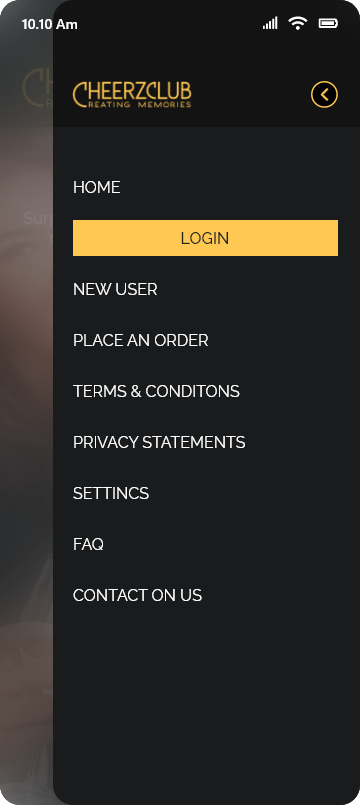 10.10 Am
CHEERZCLUB
REATING MEMORIES
HOME
LOGIN
NEW USER
PLACE AN ORDER
TERMS & CONDITONS
PRIVACY STATEMENTS
SETTINCS
FAQ
CONTACT ON US